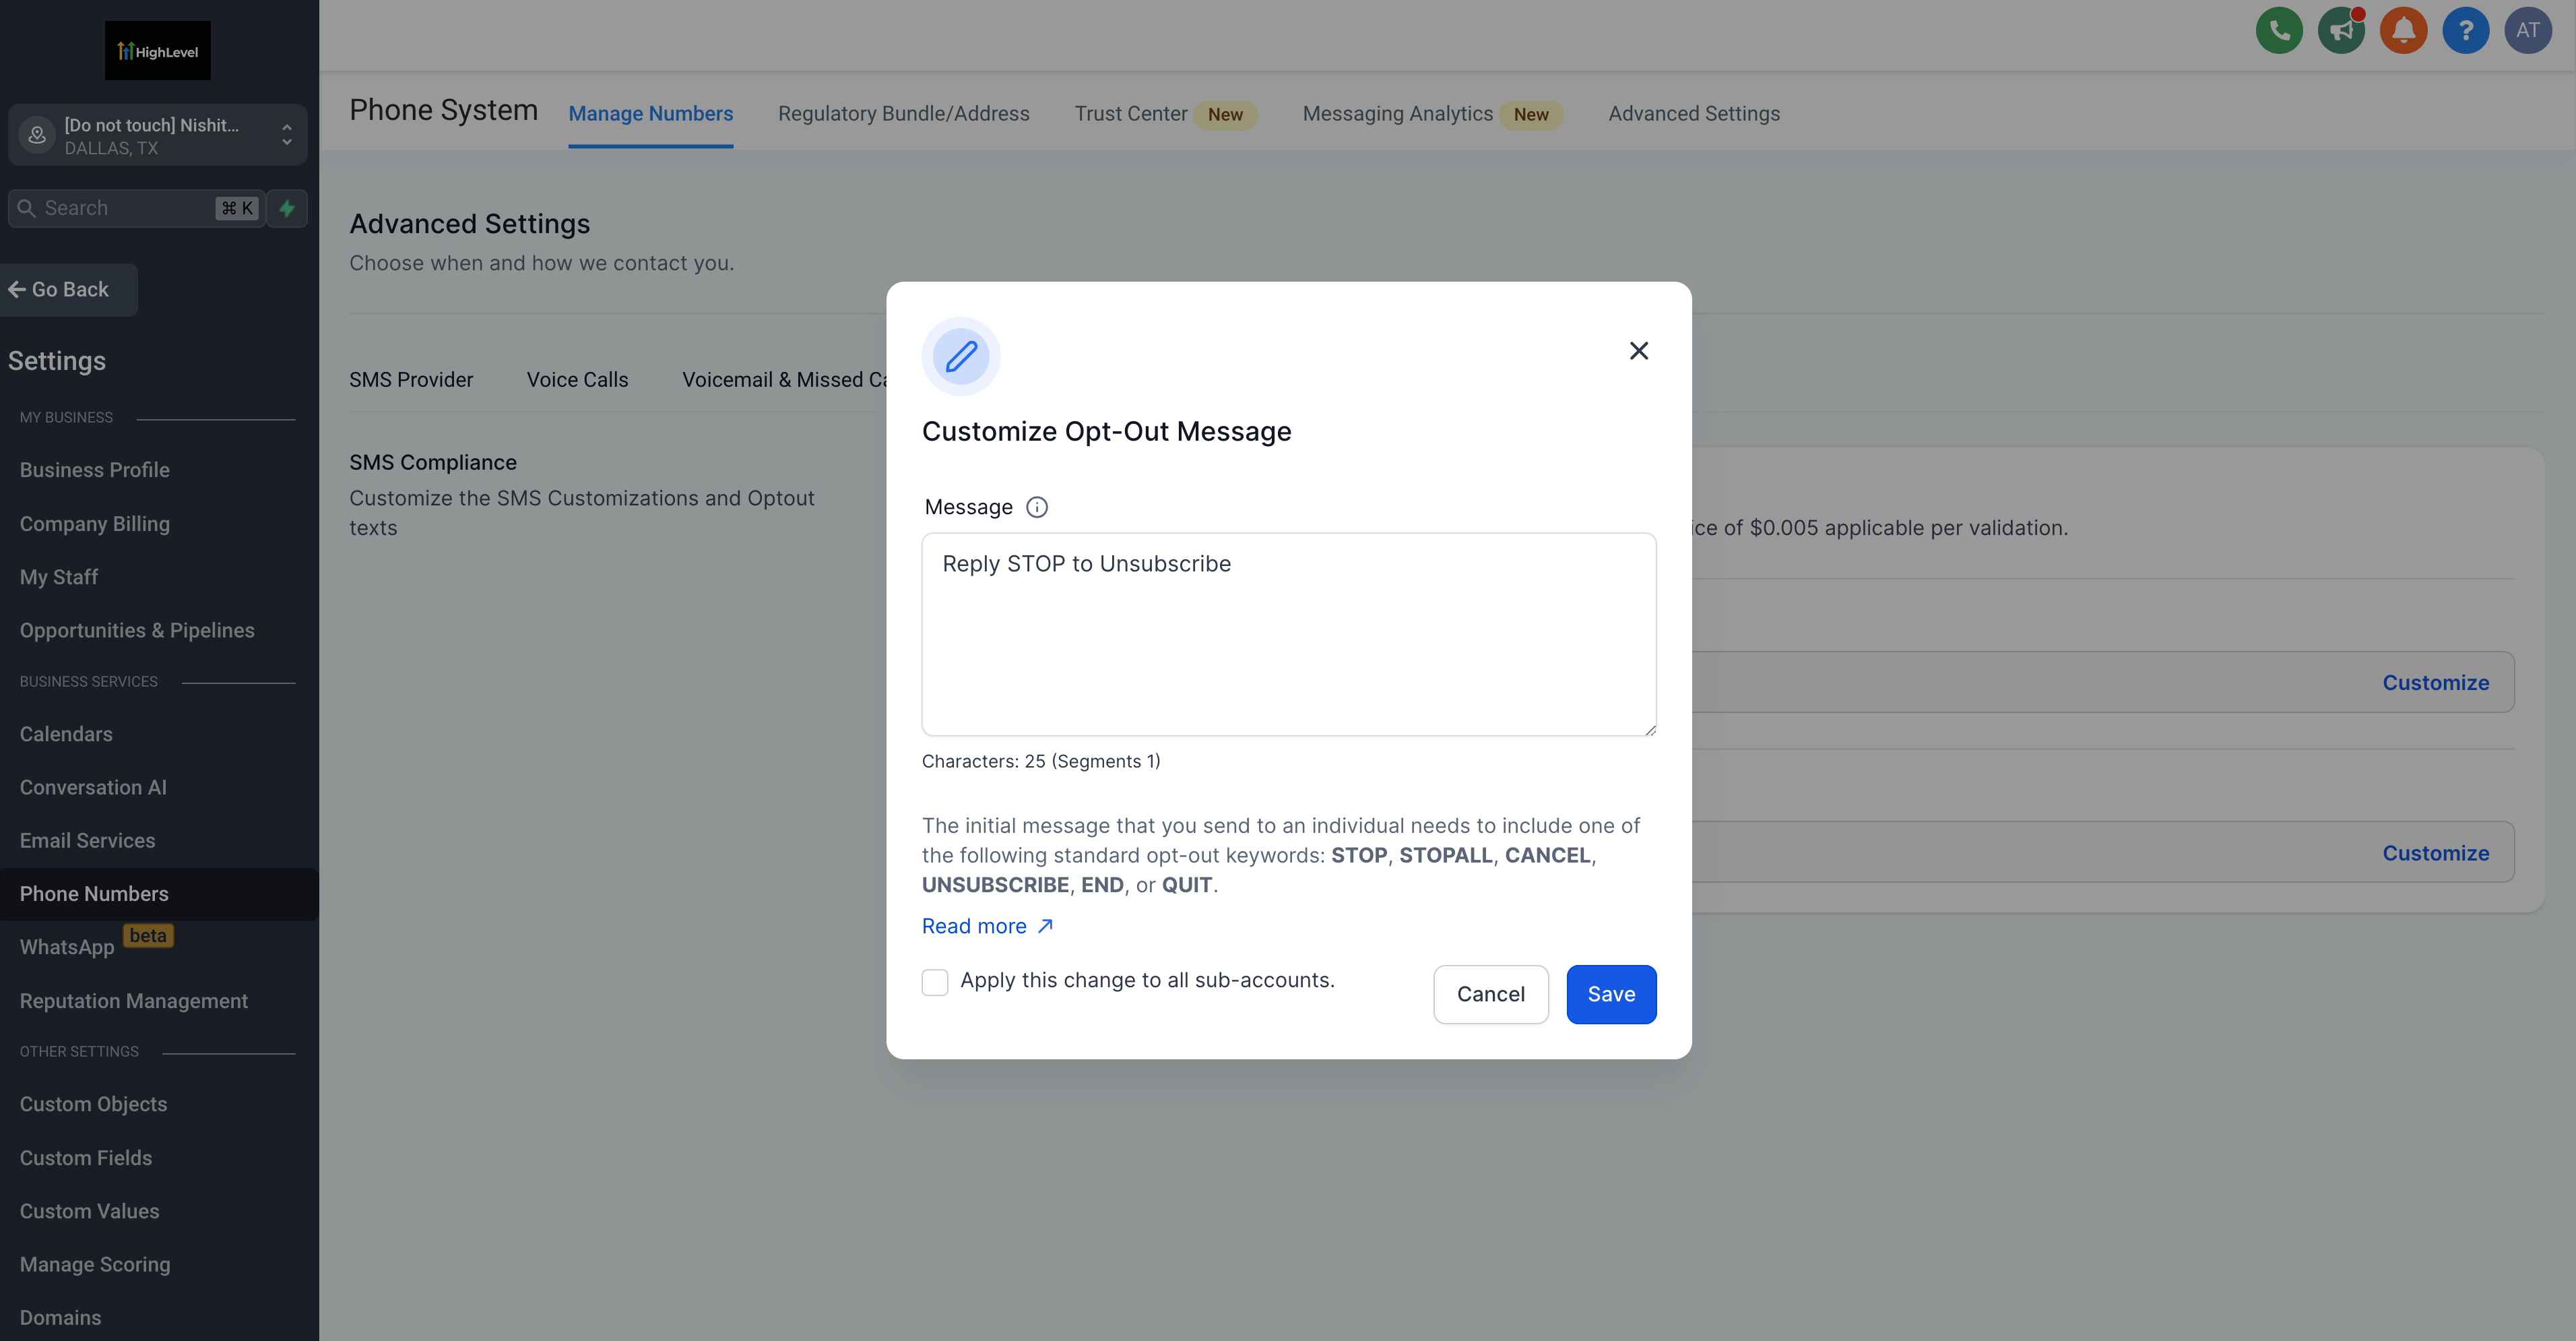 HighLevel
[Do not touch] Nishit...
DALLAS, TX
Search
⌘ K
Go Back
Settings
MY BUSINESS
Business Profile
Company Billing
My Staff
Opportunities & Pipelines
BUSINESS SERVICES
Calendars
Conversation AI
Email Services
Phone Numbers
WhatsApp beta
Reputation Management
OTHER SETTINGS
Custom Objects
Custom Fields
Custom Values
Manage Scoring
Domains
AT
Phone System Manage Numbers Regulatory Bundle/Address Trust Center New Messaging Analytics New Advanced Settings
Advanced Settings
Choose when and how we contact you.
SMS Provider Voice Calls Voicemail & Missed
SMS Compliance
Customize the SMS Customizations and Optout
texts
of $0.005 applicable per validation.
Customize
Customize
Customize Opt-Out Message
Message
Reply STOP to Unsubscribe
Characters: 25 (Segments 1)
The initial message that you send to an individual needs to include one of
the following standard opt-out keywords: STOP, STOPALL, CANCEL,
UNSUBSCRIBE, END, or QUIT.
Read more
Apply this change to all sub-accounts.
Cancel
Save